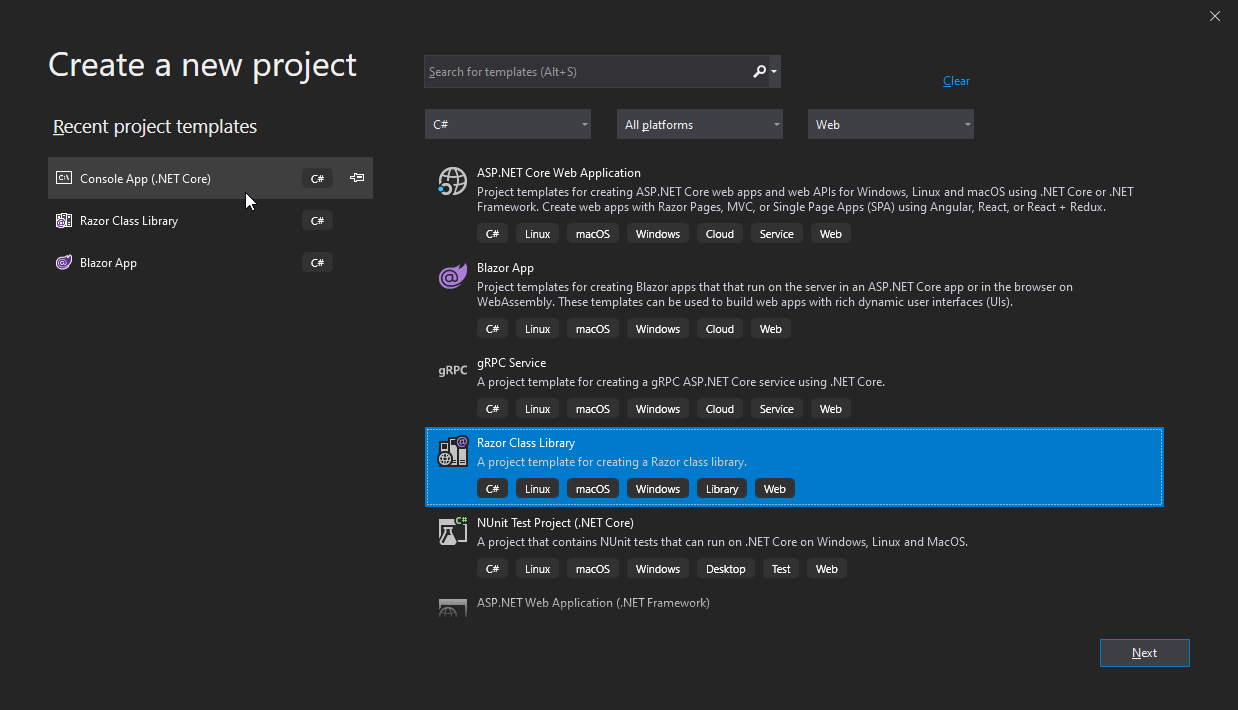 Create a new project
Recent project templates
Console App (.NET Core) C#
Razor Class Library C#
Blazor App C#
Search for templates (Alt+S)
Clear
C# All platforms Web
ASP.NET Core Web Application
Project templates for creating ASP.NET Core web apps and web APIs for Windows, Linux and macOS using .NET Core or .NET
Framework. Create web apps with Razor Pages, MVC, or Single Page Apps (SPA) using Angular, React, or React + Redux.
C# Linux macOS Windows Cloud Service Web
Blazor App
Project templates for creating Blazor apps that that run on the server in an ASP.NET Core app or in the browser on
WebAssembly. These templates can be used to build web apps with rich dynamic user interfaces (UIs).
C# Linux macOS Windows Cloud Web
gRPC gRPC Service
A project template for creating a gRPC ASP.NET Core service using .NET Core.
C# Linux macOS Windows Cloud Service Web
Razor Class Library
A project template for creating a Razor class library.
C# Linux macOS Windows Library Web
NUnit Test Project (.NET Core)
A project that contains NUnit tests that can run on .NET Core on Windows, Linux and MacOS.
C# Linux macOS Windows Desktop Test Web
ASP.NET Web Application (.NET Framework)
Next